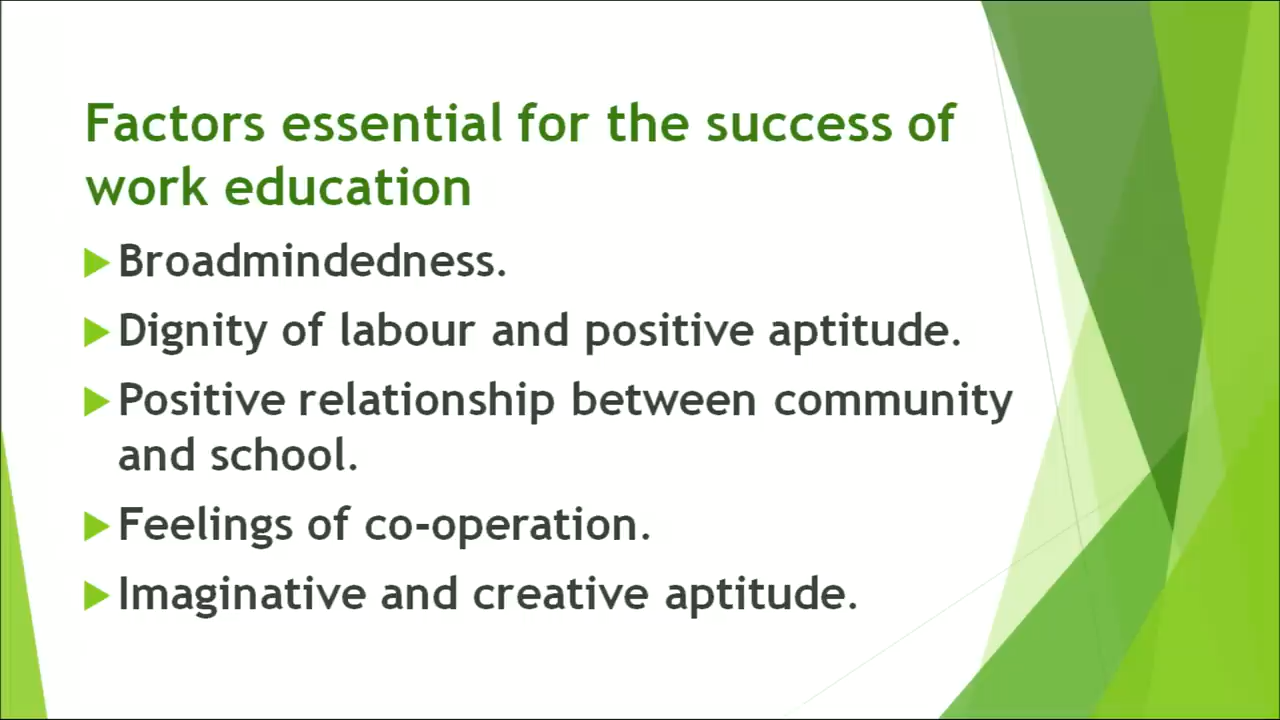 Factors essential for the success of
work education
Broadmindedness.
Dignity of labour and positive aptitude.
Positive relationship between community
and school.
Feelings of co-operation.
Imaginative and creative aptitude.